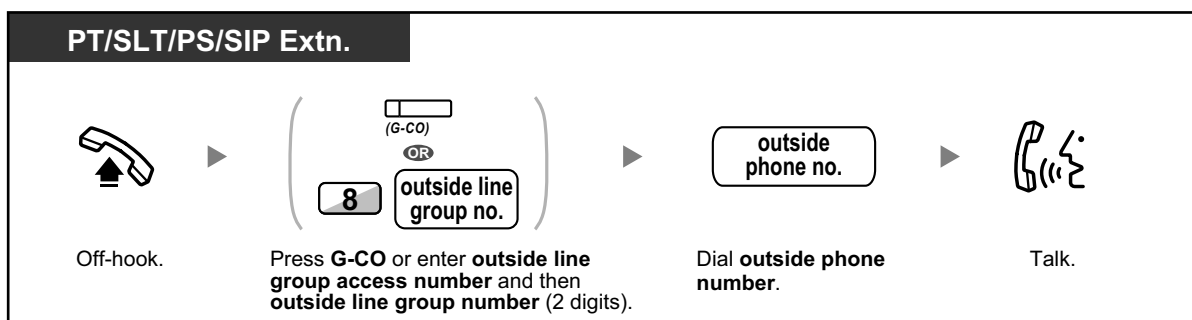 PT/SLT/PS/SIP Extn.
(G-CO)
OR
8
outside line
group no.
outside
phone no.
Off-hook.
Press G-CO or enter outside line
group access number and then
outside line group number (2 digits).
Dial outside phone
number.
Talk.